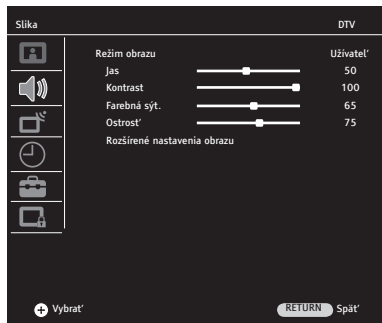 Slika DTV
Režim obrazu Užívateľ
Jas 50
Kontrast 100
Farebná sýt. 65
Ostrosť 75
Rozšírené nastavenia obrazu
Vybrať RETURN Späť